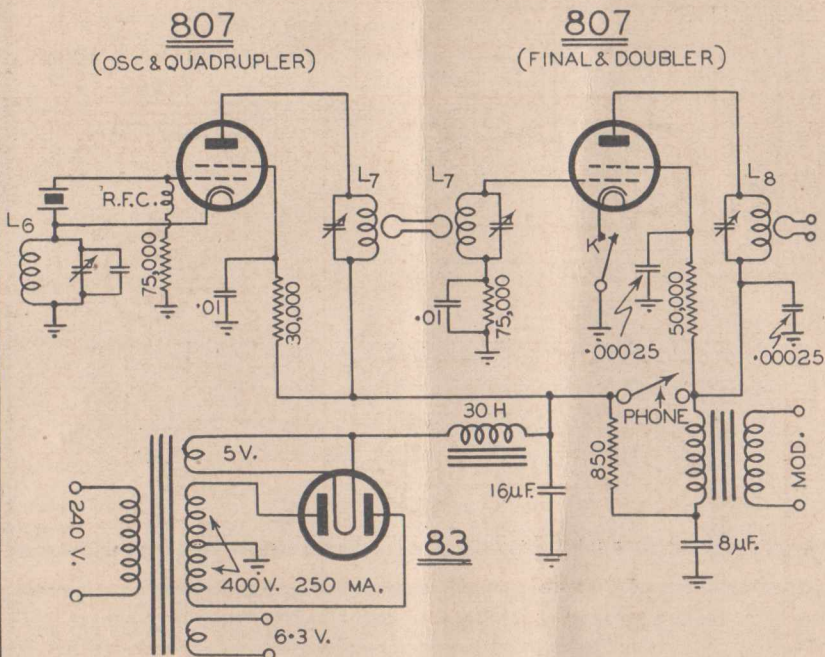 807
(OSC & QUADRUPLER)
807
(FINAL & DOUBLER)
L6
R.F.C.
75,000
.01
30,000
L7
L7
.01
75,000
K
.00025
50,000
L8
.00025
PHONE
850
MOD.
8µF.
30 H
16µF.
5V.
83
240 V.
400V. 250 MA.
6.3 V.